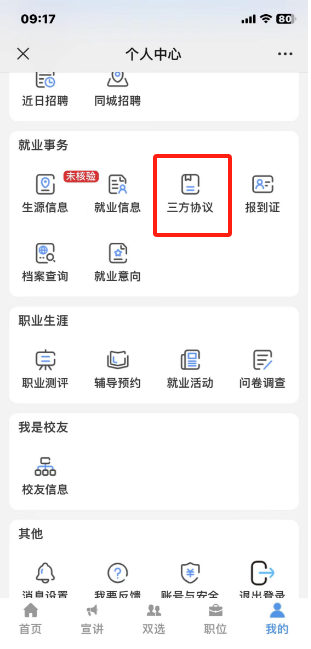 09:17 80
个人中心
近日招聘 同城招聘
就业事务
未核验
生源信息 就业信息 三方协议 报到证
档案查询 就业意向
职业生涯
职业测评 辅导预约 就业活动 问卷调查
我是校友
校友信息
其他
消息设置 我要反馈 账号与安全 退出登录
首页 宣讲 双选 职位 我的